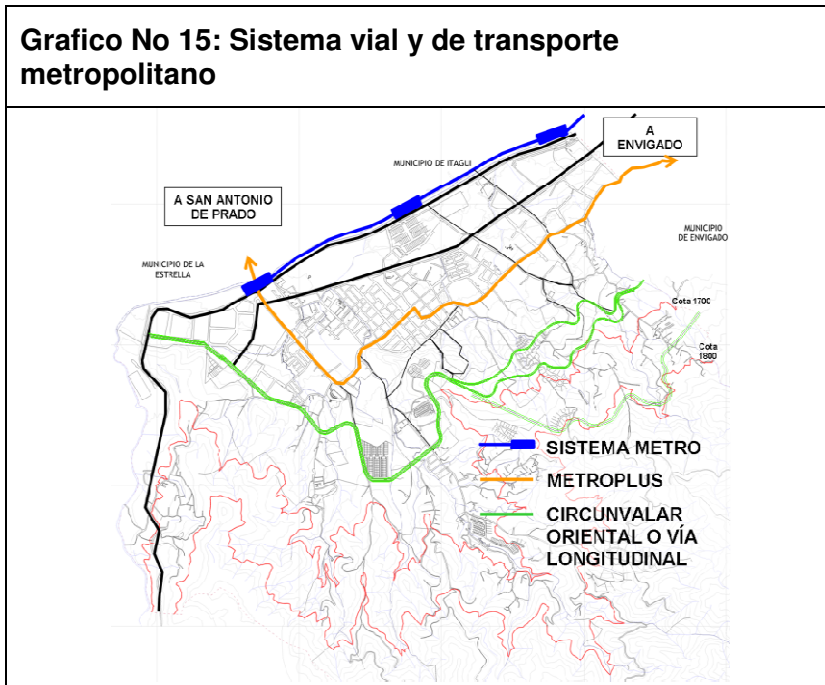 Grafico No 15: Sistema vial y de transporte
metropolitano
A
ENVIGADO
MUNICIPIO DE ITAGUI
A SAN ANTONIO
DE PRADO
MUNICIPIO
DE ENVIGADO
MUNICIPIO DE LA
ESTRELLA
Cota 1700
Cota
1800
SISTEMA METRO
METROPLUS
CIRCUNVALAR
ORIENTAL O VÍA
LONGITUDINAL